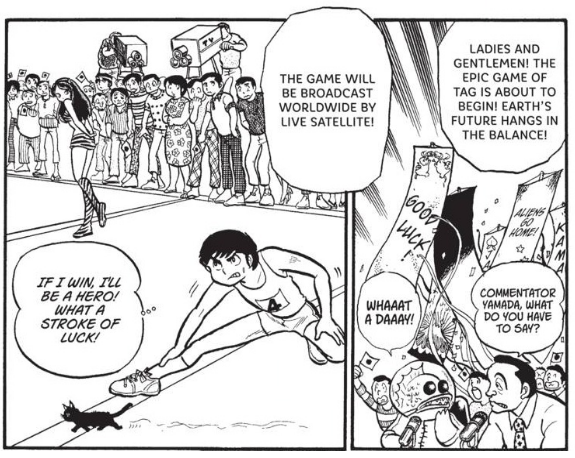 LADIES AND
GENTLEMEN! THE
EPIC GAME OF
TAG IS ABOUT TO
BEGIN! EARTH'S
FUTURE HANGS IN
THE BALANCE!
ALIENS
GO
HOME!
GOOD
LUCK!
COMMENTATOR
YAMADA, WHAT
DO YOU HAVE
TO SAY?
WHAAAT
A DAAAY!
THE GAME WILL
BE BROADCAST
WORLDWIDE BY
LIVE SATELLITE!
IF I WIN, I'LL
BE A HERO!
WHAT A
STROKE OF
LUCK!